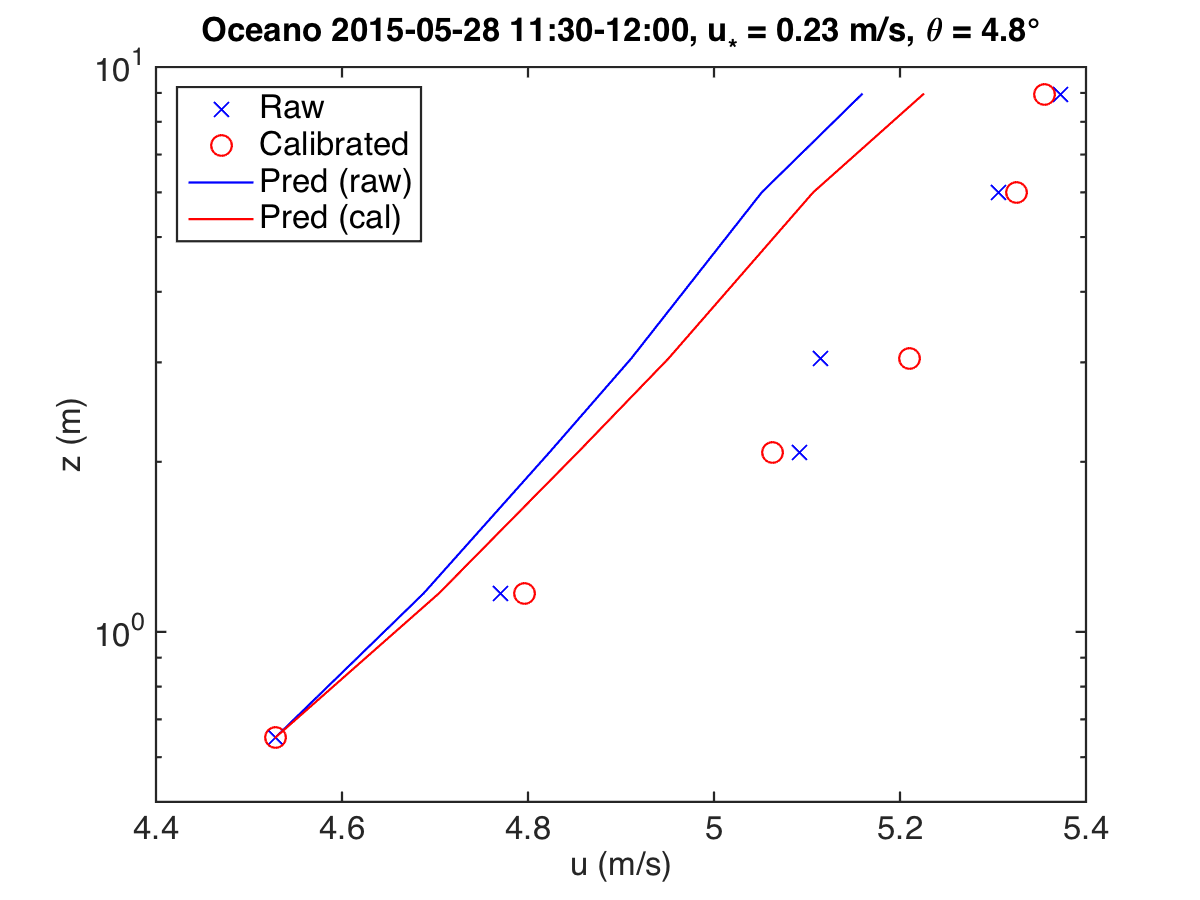 Oceano 2015-05-28 11:30-12:00, u* = 0.23 m/s, θ = 4.8°
10^1
Raw
Calibrated
Pred (raw)
Pred (cal)
z (m)
10^0
4.4 4.6 4.8 5 5.2 5.4
u (m/s)